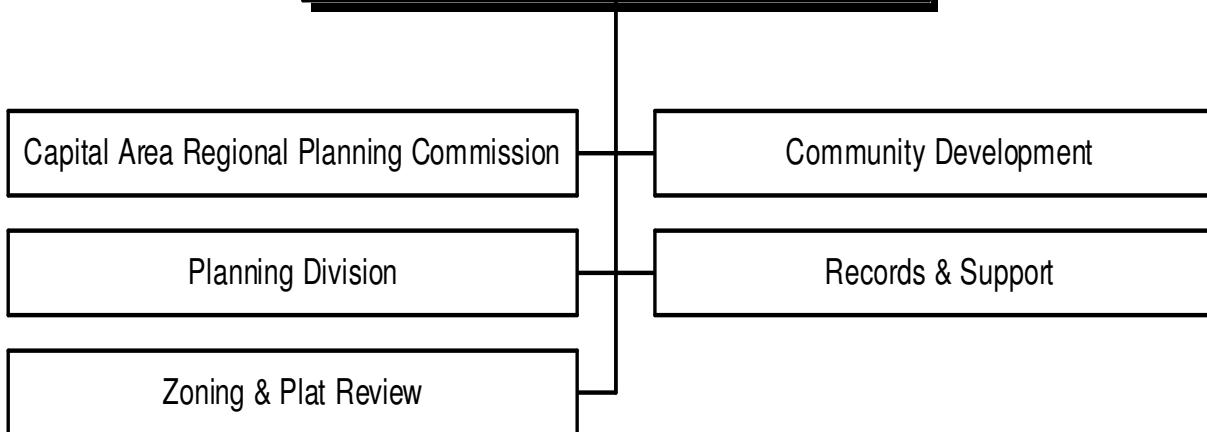 Capital Area Regional Planning Commission
Community Development
Planning Division
Records & Support
Zoning & Plat Review